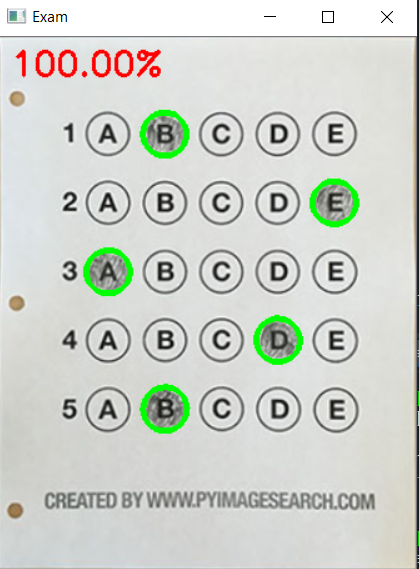 Exam
100.00%
1 A B C D E
2 A B C D E
3 A B C D E
4 A B C D E
5 A B C D E
CREATED BY WWW.PYIMAGESEARCH.COM